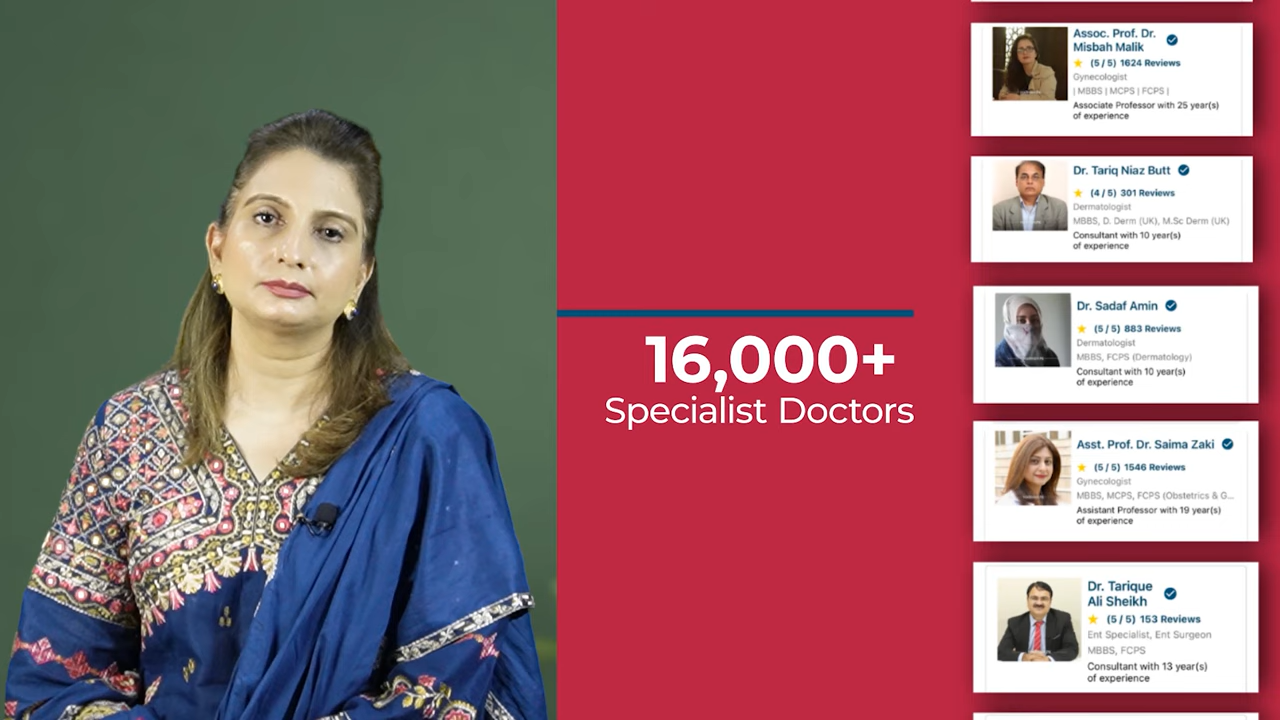 16,000+
Specialist Doctors
Assoc. Prof. Dr.
Misbah Malik
(5 / 5) 1624 Reviews
Gynecologist
| MBBS | MCPS | FCPS |
Associate Professor with 25 year(s)
of experience
Dr. Tariq Niaz Butt
(4 / 5) 301 Reviews
Dermatologist
MBBS, D. Derm (UK), M.Sc Derm (UK)
Consultant with 10 year(s)
of experience
Dr. Sadaf Amin
(5 / 5) 883 Reviews
Dermatologist
MBBS, FCPS (Dermatology)
Consultant with 10 year(s)
of experience
Asst. Prof. Dr. Saima Zaki
(5 / 5) 1546 Reviews
Gynecologist
MBBS, MCPS, FCPS (Obstetrics & G...
Assistant Professor with 19 year(s)
of experience
Dr. Tarique
Ali Sheikh
(5 / 5) 153 Reviews
Ent Specialist, Ent Surgeon
MBBS, FCPS
Consultant with 13 year(s)
of experience